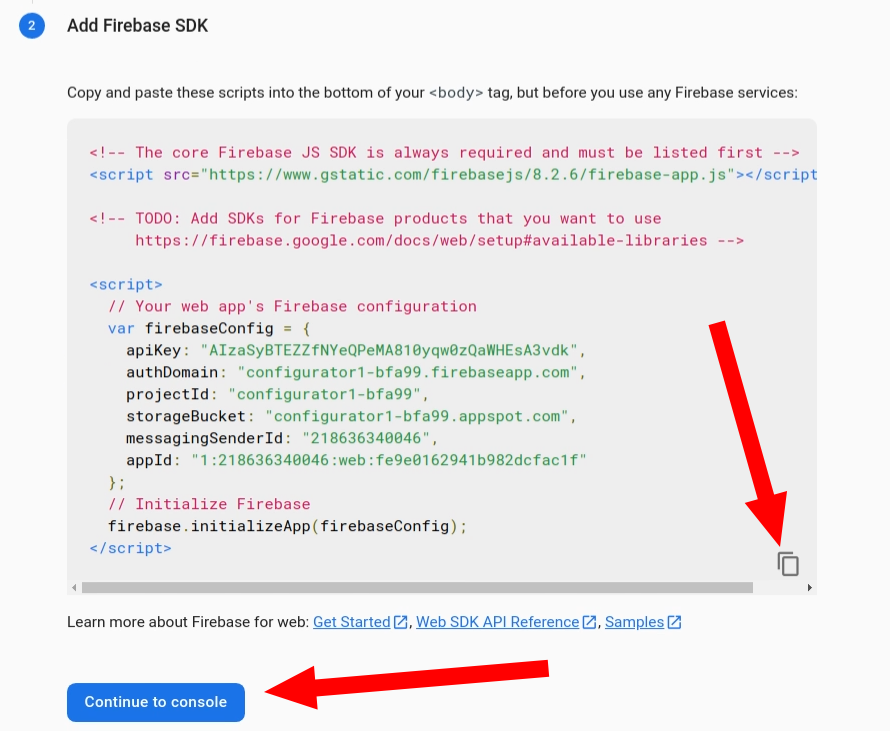 2 Add Firebase SDK
Copy and paste these scripts into the bottom of your <body> tag, but before you use any Firebase services:
<!-- The core Firebase JS SDK is always required and must be listed first -->
<script src="https://www.gstatic.com/firebasejs/8.2.6/firebase-app.js"></script
<!-- TODO: Add SDKs for Firebase products that you want to use
https://firebase.google.com/docs/web/setup#available-libraries -->
<script>
// Your web app's Firebase configuration
var firebaseConfig = {
apiKey: "AIzaSyBTEZZfNYeQPeMA810yqw0zQaWHEsA3vdk",
authDomain: "configurator1-bfa99.firebaseapp.com",
projectId: "configurator1-bfa99",
storageBucket: "configurator1-bfa99.appspot.com",
messagingSenderId: "218636340046",
appId: "1:218636340046:web:fe9e0162941b982dcfac1f"
};
// Initialize Firebase
firebase.initializeApp(firebaseConfig);
</script>
Learn more about Firebase for web: Get Started, Web SDK API Reference, Samples
Continue to console